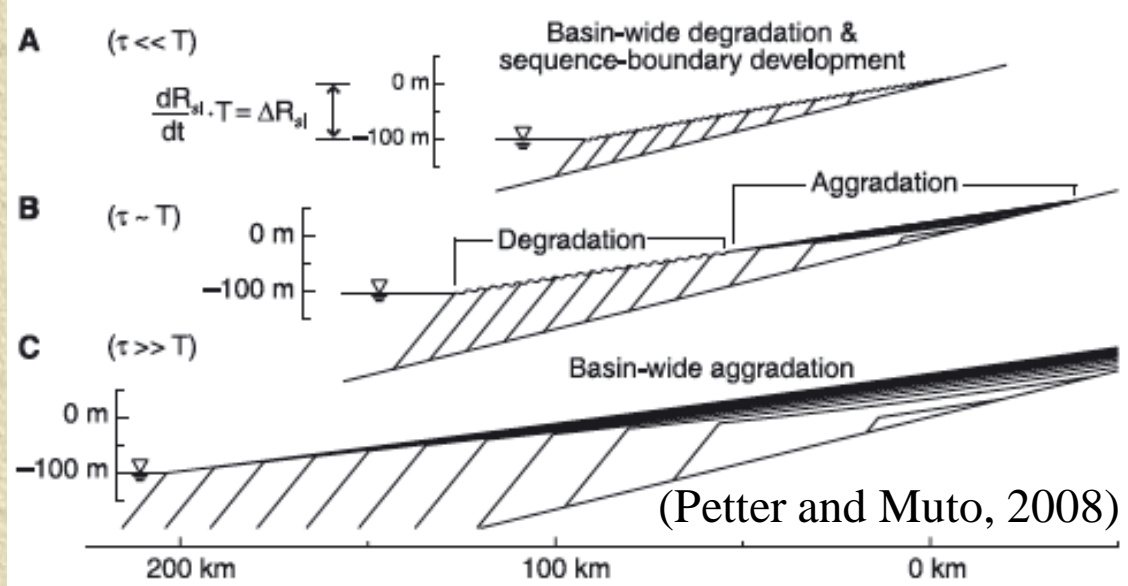 A (τ << T)
Basin-wide degradation &
sequence-boundary development
0 m
dR_sl/dt · T = ΔR_sl
−100 m
B (τ ~ T)
Aggradation
0 m
Degradation
−100 m
C (τ >> T)
Basin-wide aggradation
0 m
−100 m
(Petter and Muto, 2008)
200 km 100 km 0 km